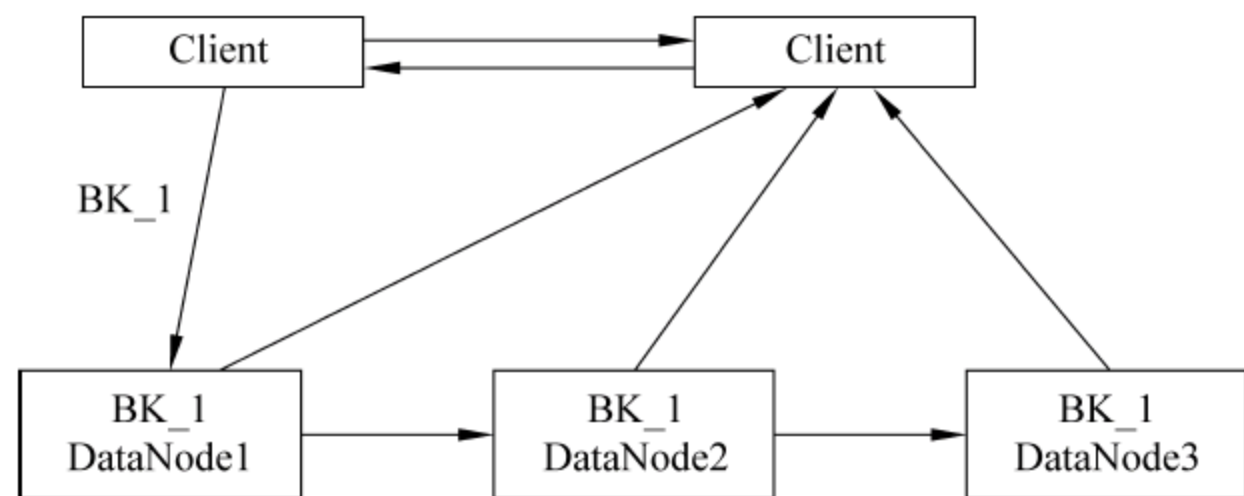 Client
Client
BK_1
BK_1
DataNode1
BK_1
DataNode2
BK_1
DataNode3